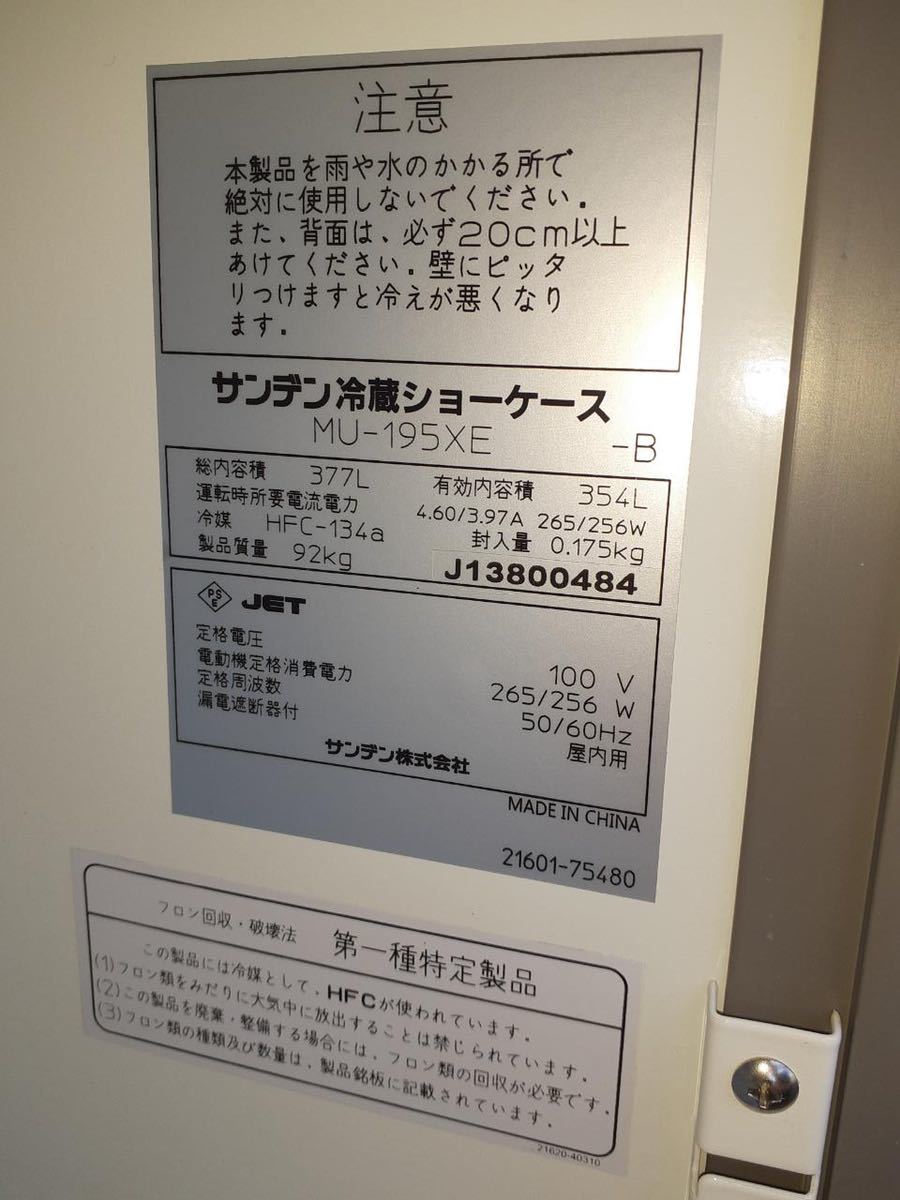 注意
本製品を雨や水のかかる所で
絶対に使用しないでください.
また、背面は、必ず20cm以上
あけてください.壁にピッタ
リつけますと冷えが悪くなり
ます.
サンデン冷蔵ショーケース
MU-195XE -B
総内容積 377L 有効内容積 354L
運転時所要電流電力 4.60/3.97A 265/256W
冷媒 HFC-134a 封入量 0.175kg
製品質量 92kg J13800484
PS E JET
定格電圧 100 V
電動機定格消費電力 265/256 W
定格周波数 50/60Hz
漏電遮断器付 屋内用
サンデン株式会社
MADE IN CHINA
21601-75480
フロン回収・破壊法 第一種特定製品
この製品には冷媒として、HFCが使われています.
(1)フロン類をみだりに大気中に放出することは禁じられています.
(2)この製品を廃棄・整備する場合には、フロン類の回収が必要です.
(3)フロン類の種類及び数量は、製品銘板に記載されています.
21620-40310